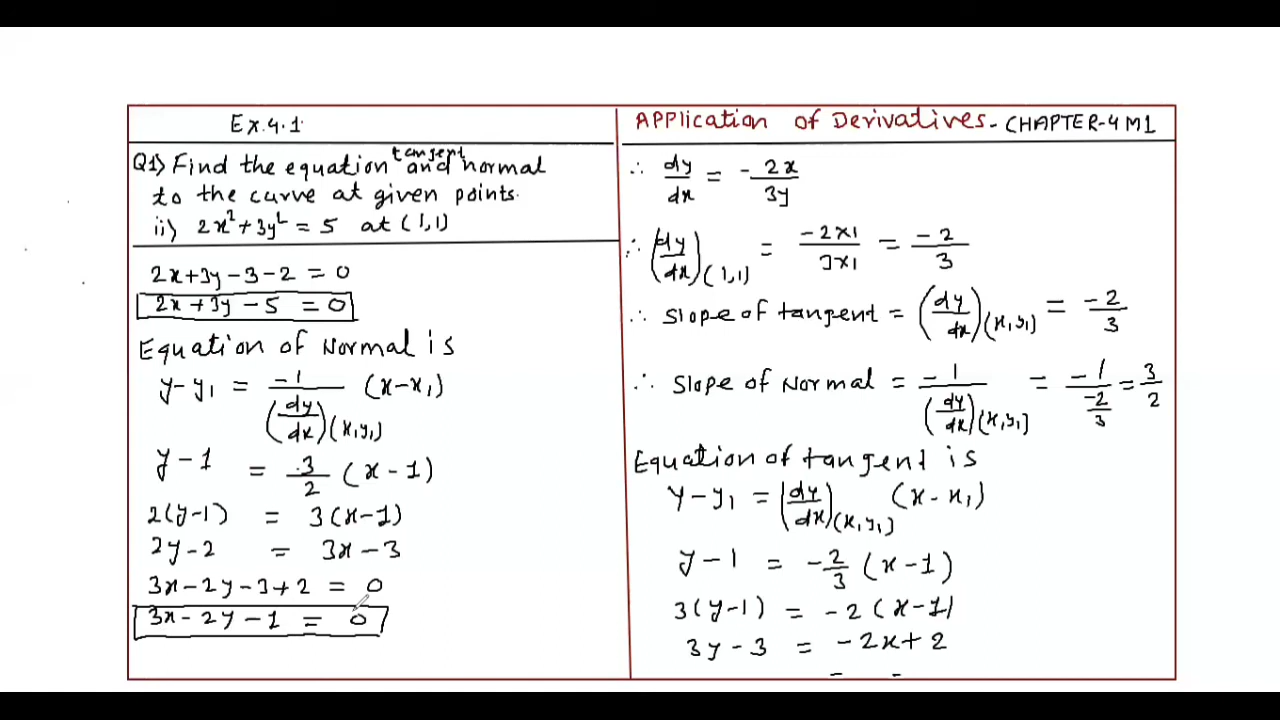 Ex.4.1
Q1) Find the equation tangent and normal
to the curve at given points.
ii) 2x² + 3y² = 5 at (1,1)
2x+3y-3-2 = 0
2x+3y-5 = 0
Equation of Normal is
y-y₁ = -1/(dy/dx)(x,y₁) (x-x₁)
y-1 = 3/2 (x-1)
2(y-1) = 3(x-1)
2y-2 = 3x-3
3x-2y-3+2 = 0
3x-2y-1 = 0
APPlication of Derivatives - CHAPTER-4 M1
∴ dy/dx = -2x/3y
∴ (dy/dx)(1,1) = -2×1/3×1 = -2/3
∴ Slope of tangent = (dy/dx)(x,y₁) = -2/3
∴ Slope of Normal = -1/(dy/dx)(x,y₁) = -1/(-2/3) = 3/2
Equation of tangent is
y-y₁ = (dy/dx)(x,y₁) (x-x₁)
y-1 = -2/3 (x-1)
3(y-1) = -2(x-1)
3y-3 = -2x+2